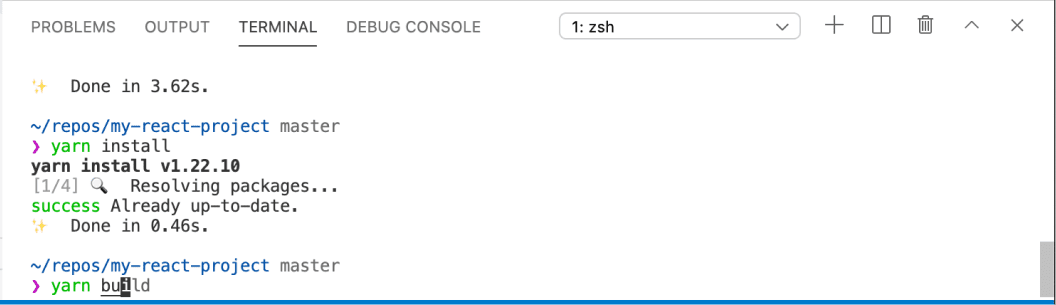 PROBLEMS OUTPUT TERMINAL DEBUG CONSOLE 1: zsh
✨ Done in 3.62s.
~/repos/my-react-project master
❯ yarn install
yarn install v1.22.10
[1/4] 🔍 Resolving packages...
success Already up-to-date.
✨ Done in 0.46s.
~/repos/my-react-project master
❯ yarn build